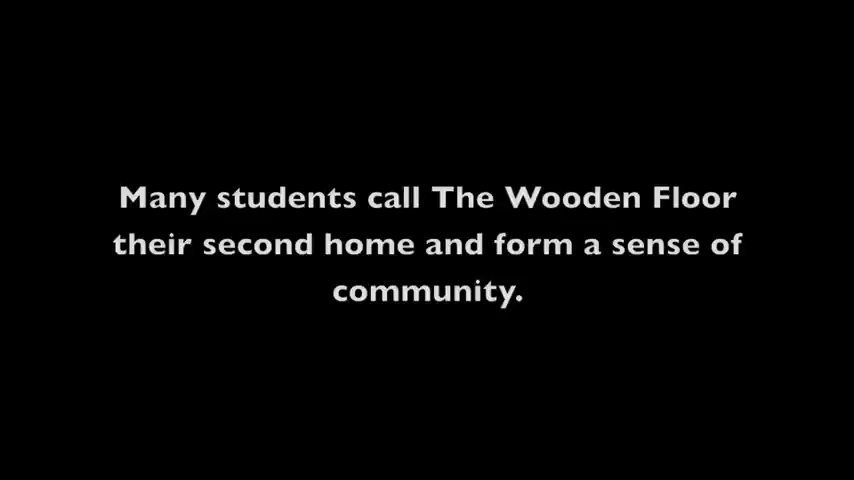 Many students call The Wooden Floor
their second home and form a sense of
community.